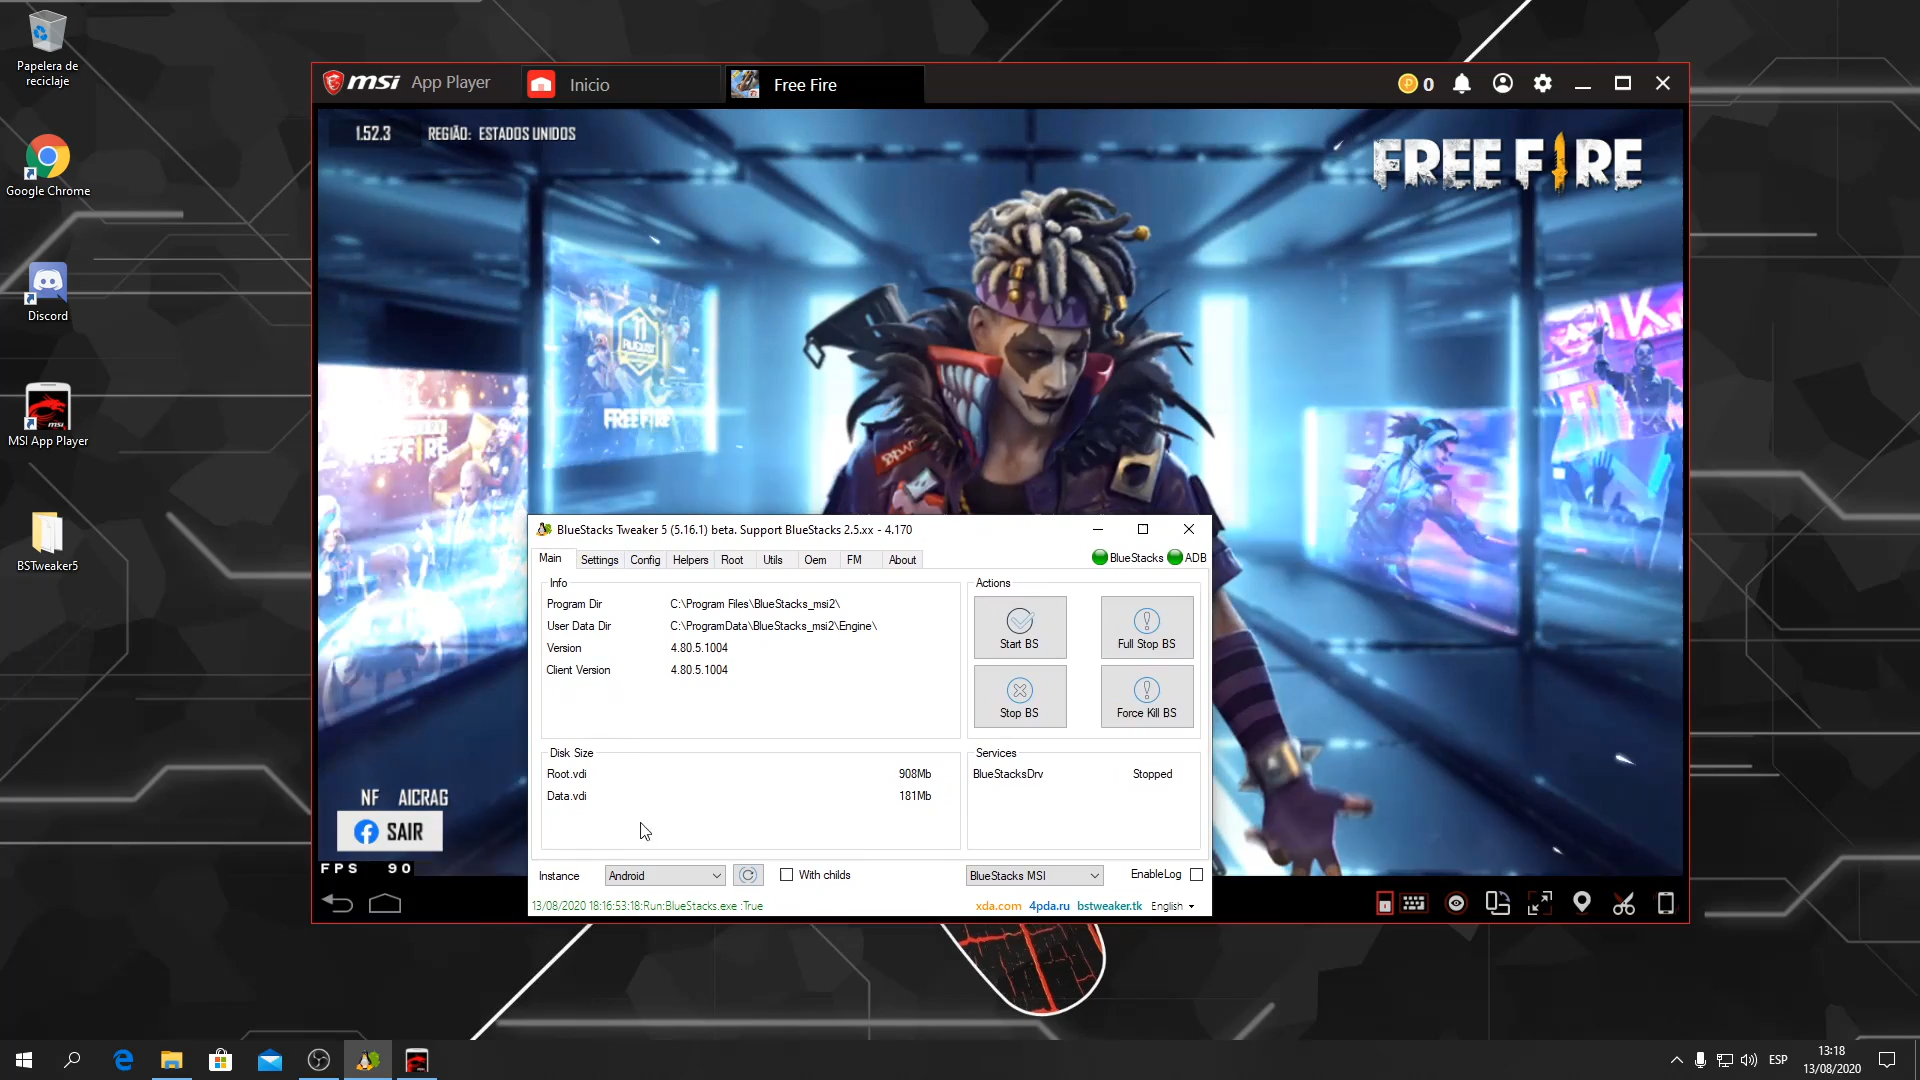 Papelera de
reciclaje
Google Chrome
Discord
MSI App Player
BSTweaker5
msi App Player
Inicio
Free Fire
0
1.52.3 REGIÃO: ESTADOS UNIDOS
FREE FIRE
11
AUGUST
FREE FIRE
NF AICRAG
SAIR
FPS 90
BlueStacks Tweaker 5 (5.16.1) beta. Support BlueStacks 2.5.xx - 4.170
Main Settings Config Helpers Root Utils Oem FM About
BlueStacks ADB
Info
Program Dir C:\Program Files\BlueStacks_msi2\
User Data Dir C:\ProgramData\BlueStacks_msi2\Engine\
Version 4.80.5.1004
Client Version 4.80.5.1004
Actions
Start BS
Full Stop BS
Stop BS
Force Kill BS
Disk Size
Root.vdi 908Mb
Data.vdi 181Mb
Services
BlueStacksDrv Stopped
Instance Android With childs BlueStacks MSI EnableLog
13/08/2020 18:16:53:18:Run:BlueStacks.exe :True
xda.com 4pda.ru bstweaker.tk English
ESP
13:18
13/08/2020